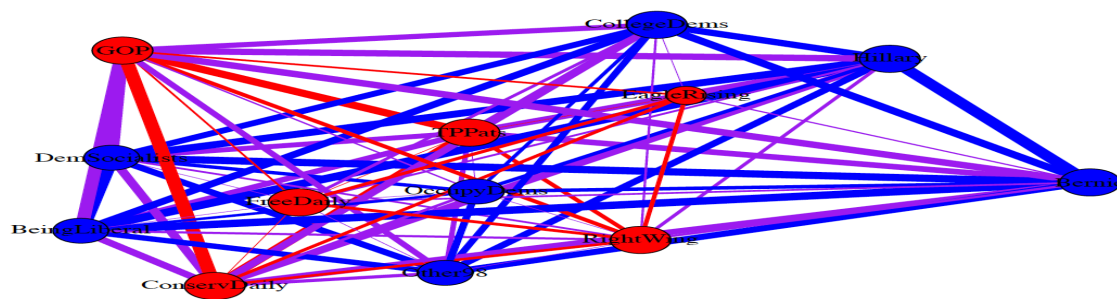 CollegeDems
GOP
Hillary
EagleRising
TPPats
DemSocialists
Bernie
OccupyDems
FreeDaily
BeingLiberal
RightWing
Other98
ConservDaily